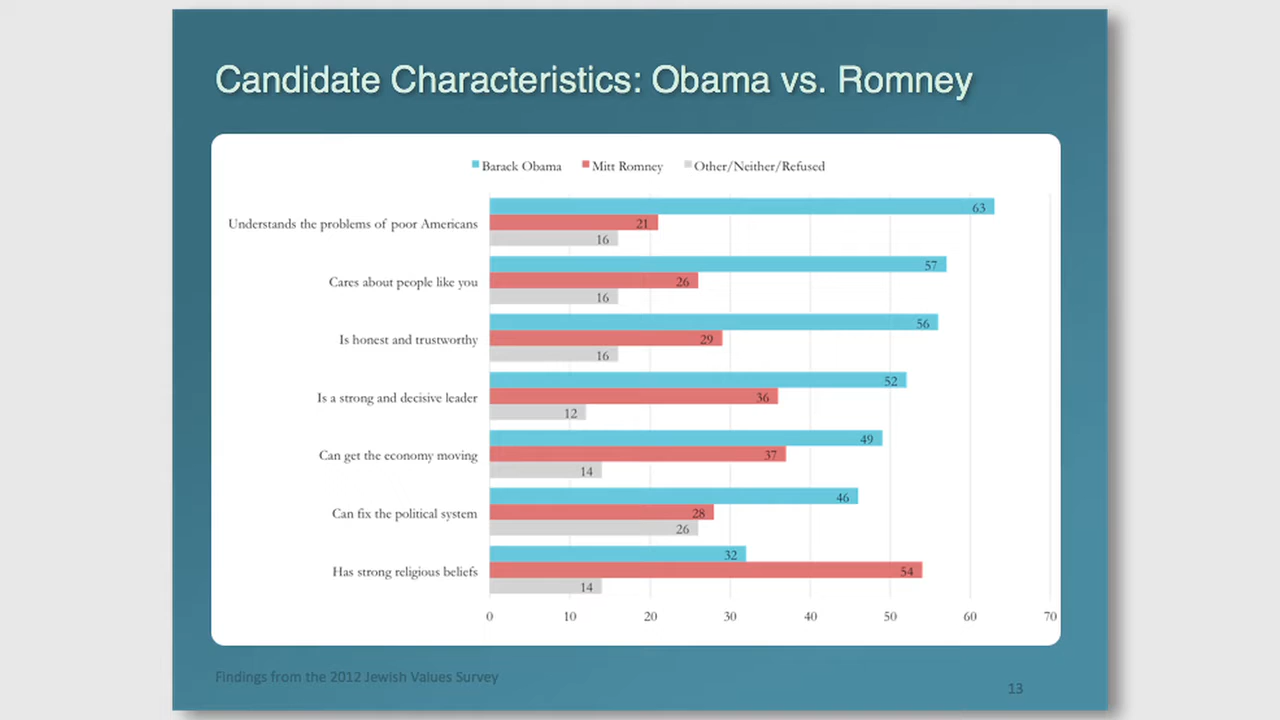 Candidate Characteristics: Obama vs. Romney
Barack Obama Mitt Romney Other/Neither/Refused
Understands the problems of poor Americans 63
21
16
Cares about people like you 57
26
16
Is honest and trustworthy 56
29
16
Is a strong and decisive leader 52
36
12
Can get the economy moving 49
37
14
Can fix the political system 46
28
26
Has strong religious beliefs 32
54
14
0 10 20 30 40 50 60 70
Findings from the 2012 Jewish Values Survey
13